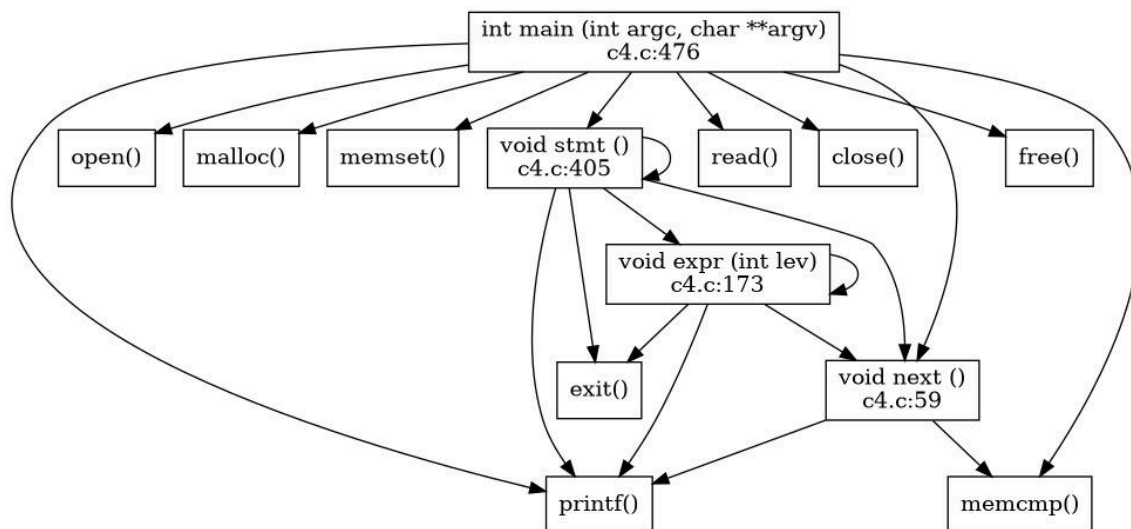 int main (int argc, char **argv)
c4.c:476
open()
malloc()
memset()
void stmt ()
c4.c:405
read()
close()
free()
void expr (int lev)
c4.c:173
exit()
void next ()
c4.c:59
printf()
memcmp()